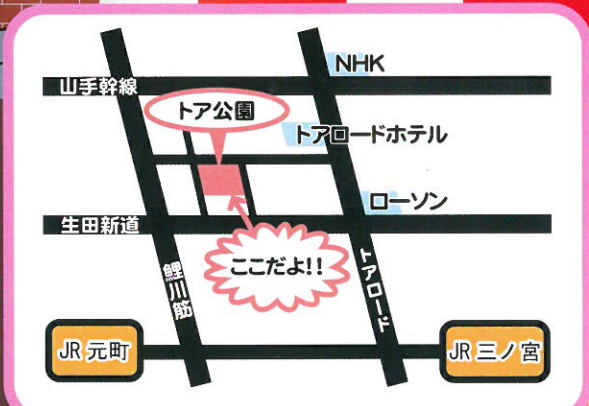 NHK
山手幹線
トア公園
トアロードホテル
ローソン
生田新道
ここだよ!!
鯉川筋
トアロード
JR 元町
JR 三ノ宮